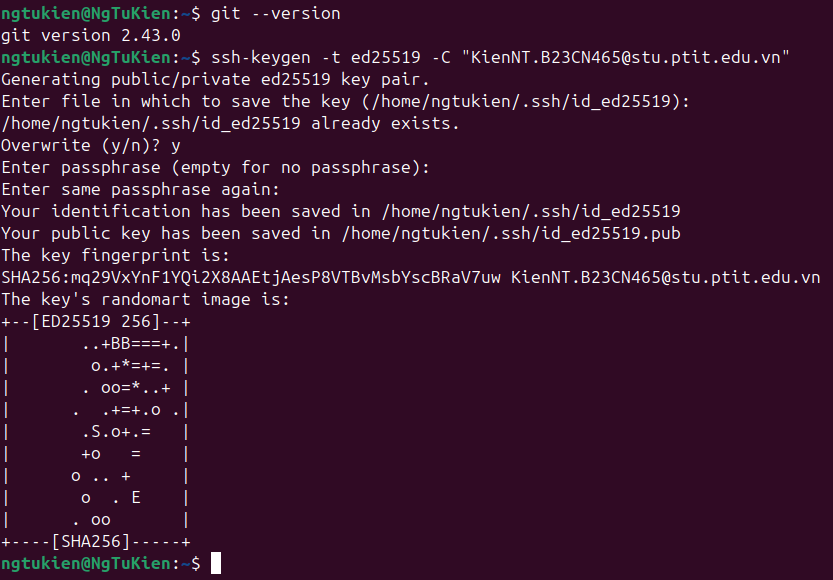 ngtukien@NgTuKien:~$ git --version
git version 2.43.0
ngtukien@NgTuKien:~$ ssh-keygen -t ed25519 -C "KienNT.B23CN465@stu.ptit.edu.vn"
Generating public/private ed25519 key pair.
Enter file in which to save the key (/home/ngtukien/.ssh/id_ed25519):
/home/ngtukien/.ssh/id_ed25519 already exists.
Overwrite (y/n)? y
Enter passphrase (empty for no passphrase):
Enter same passphrase again:
Your identification has been saved in /home/ngtukien/.ssh/id_ed25519
Your public key has been saved in /home/ngtukien/.ssh/id_ed25519.pub
The key fingerprint is:
SHA256:mq29VxYnF1YQi2X8AAEtjAesP8VTBvMsbYscBRaV7uw KienNT.B23CN465@stu.ptit.edu.vn
The key's randomart image is:
+--[ED25519 256]--+
|       ..+BB===+.|
|        o.+*=+=. |
|       . oo=*..+ |
|      .  .+=+.o .|
|       .S.o+.=   |
|       +o   =    |
|      o .. +     |
|       o  . E    |
|      . oo       |
+----[SHA256]-----+
ngtukien@NgTuKien:~$